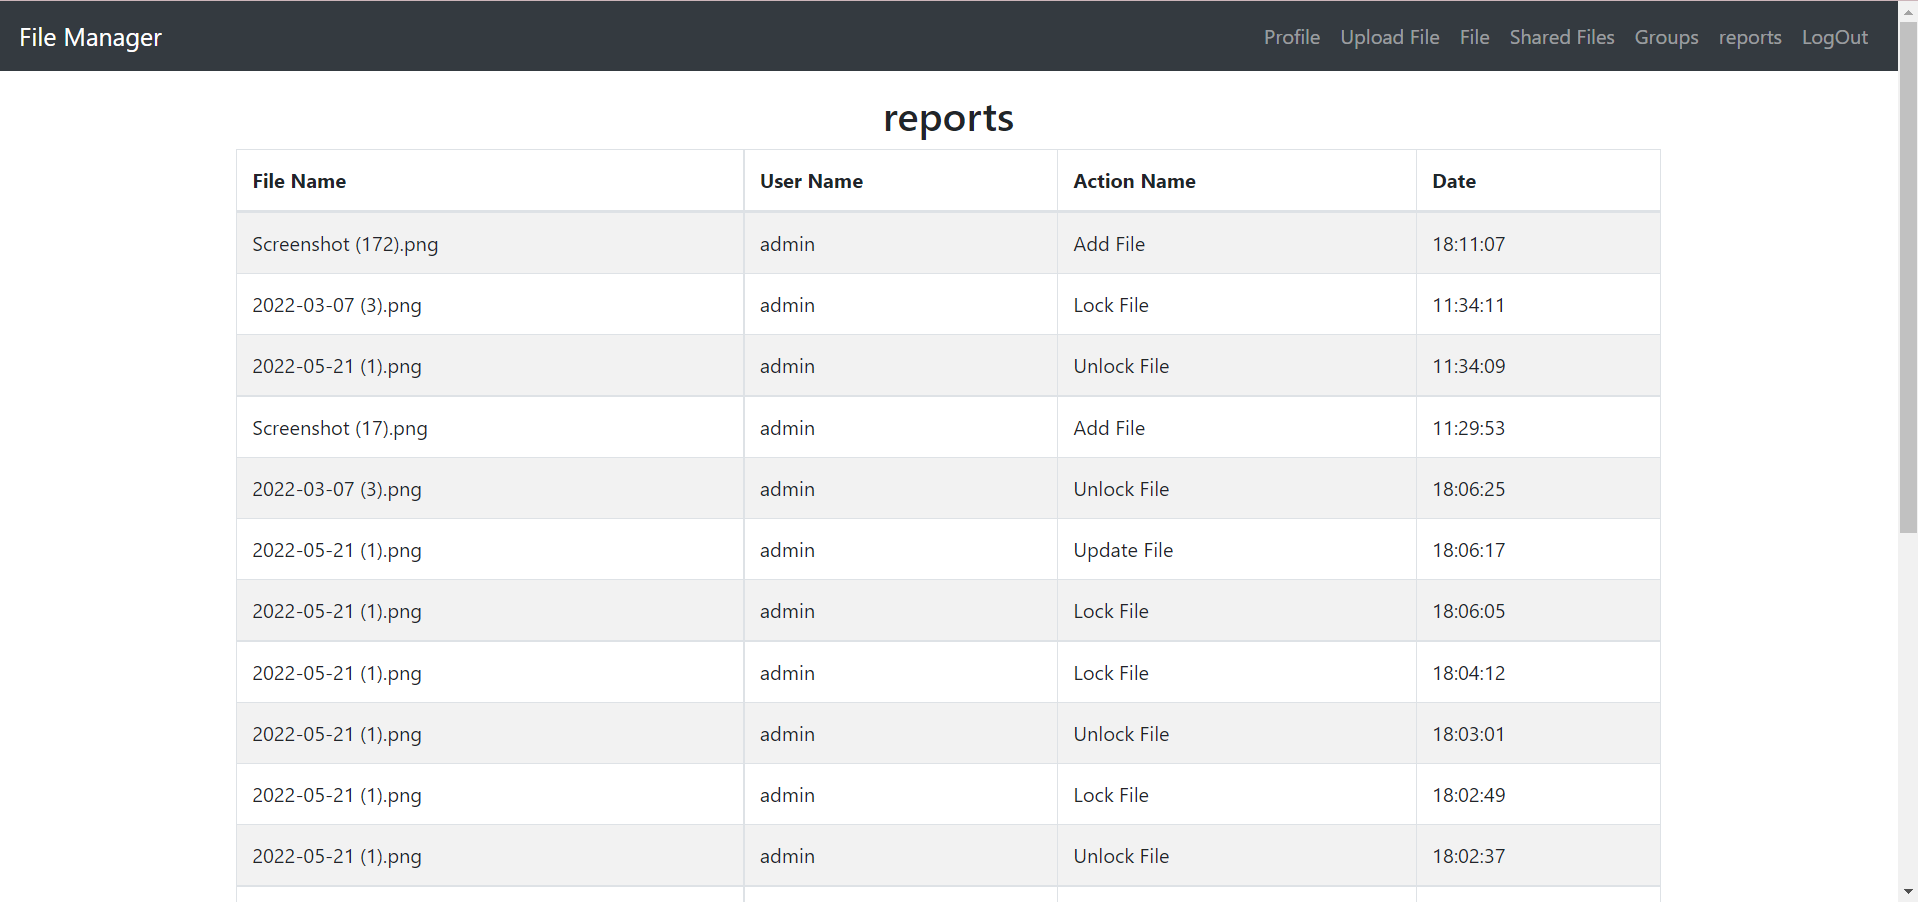 File Manager Profile Upload File File Shared Files Groups reports LogOut
reports
File Name User Name Action Name Date
Screenshot (172).png admin Add File 18:11:07
2022-03-07 (3).png admin Lock File 11:34:11
2022-05-21 (1).png admin Unlock File 11:34:09
Screenshot (17).png admin Add File 11:29:53
2022-03-07 (3).png admin Unlock File 18:06:25
2022-05-21 (1).png admin Update File 18:06:17
2022-05-21 (1).png admin Lock File 18:06:05
2022-05-21 (1).png admin Lock File 18:04:12
2022-05-21 (1).png admin Unlock File 18:03:01
2022-05-21 (1).png admin Lock File 18:02:49
2022-05-21 (1).png admin Unlock File 18:02:37